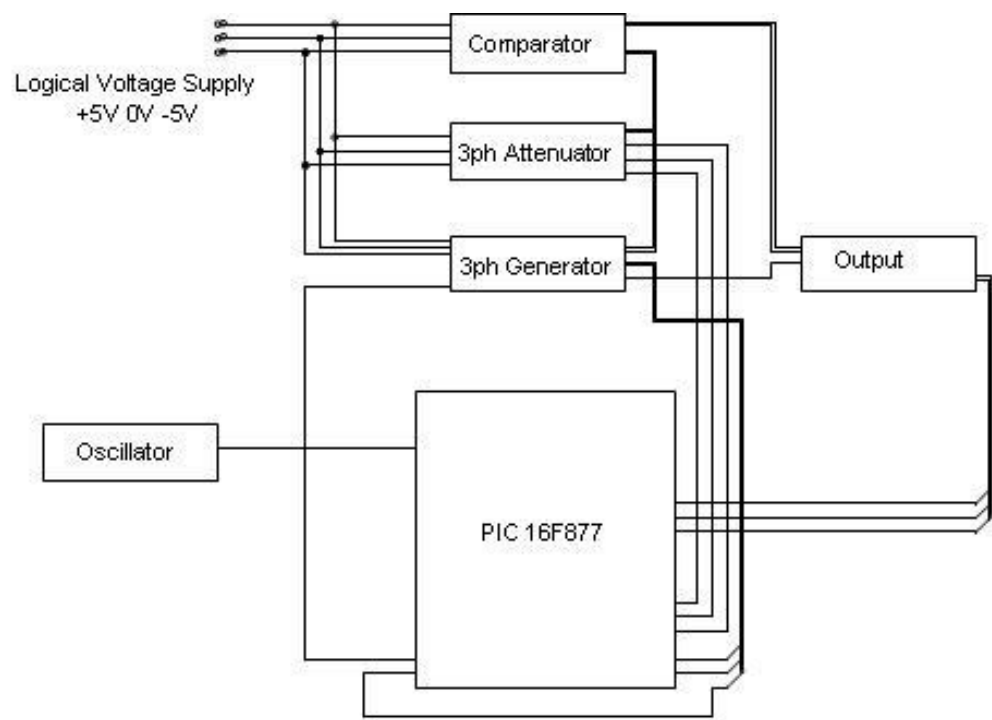 Comparator
Logical Voltage Supply
+5V 0V -5V
3ph Attenuator
3ph Generator
Output
Oscillator
PIC 16F877